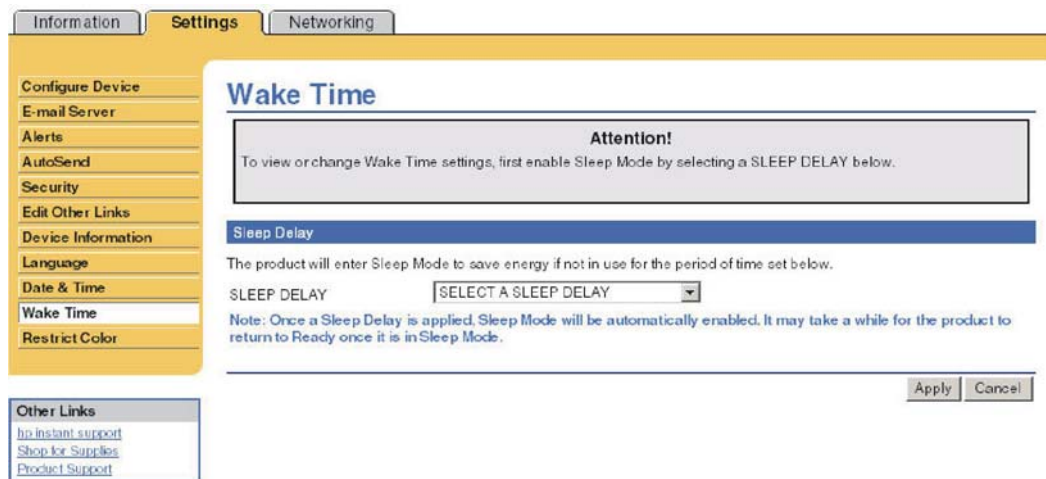 Information Settings Networking
Configure Device
E-mail Server
Alerts
AutoSend
Security
Edit Other Links
Device Information
Language
Date & Time
Wake Time
Restrict Color
Other Links
hp instant support
Shop for Supplies
Product Support
Wake Time
Attention!
To view or change Wake Time settings, first enable Sleep Mode by selecting a SLEEP DELAY below.
Sleep Delay
The product will enter Sleep Mode to save energy if not in use for the period of time set below.
SLEEP DELAY SELECT A SLEEP DELAY
Note: Once a Sleep Delay is applied, Sleep Mode will be automatically enabled. It may take a while for the product to
return to Ready once it is in Sleep Mode.
Apply Cancel